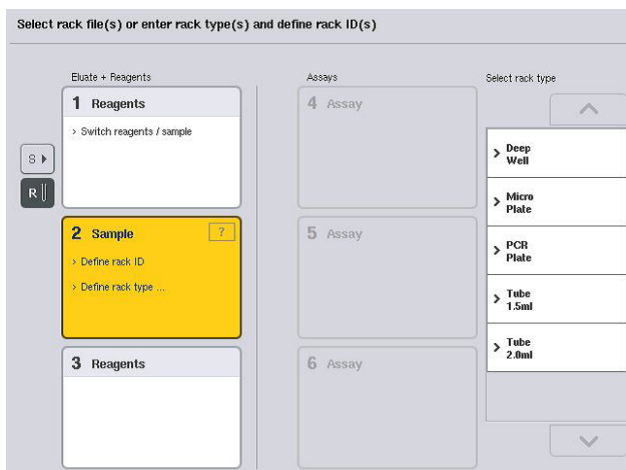 Select rack file(s) or enter rack type(s) and define rack ID(s)
Eluate + Reagents
Assays
Select rack type
1 Reagents
> Switch reagents / sample
S
R
2 Sample
?
> Define rack ID
> Define rack type ...
3 Reagents
4 Assay
5 Assay
6 Assay
> Deep
Well
> Micro
Plate
> PCR
Plate
> Tube
1.5ml
> Tube
2.0ml